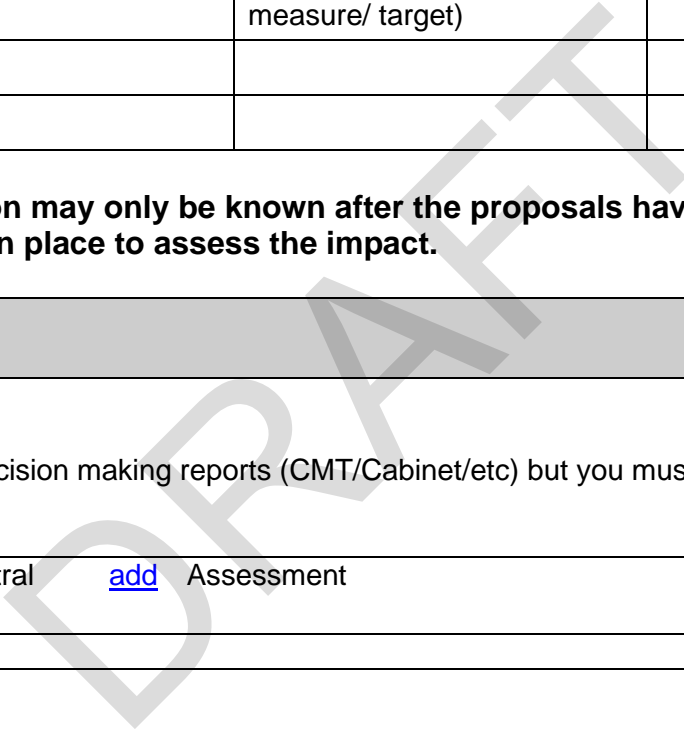 measure/ target)
on may only be known after the proposals hav
n place to assess the impact.
cision making reports (CMT/Cabinet/etc) but you mus
tral add Assessment
DRAFT